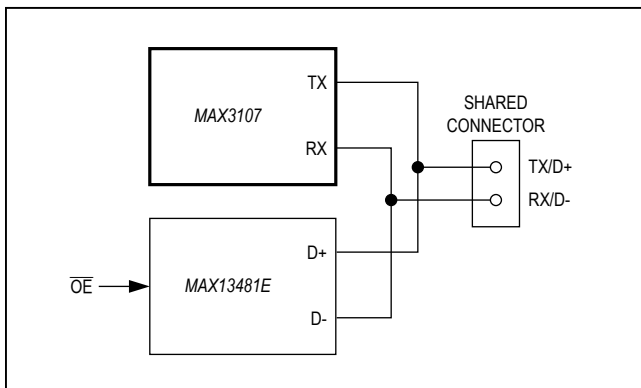 TX
MAX3107
RX
SHARED
CONNECTOR
TX/D+
RX/D-
D+
OE
MAX13481E
D-